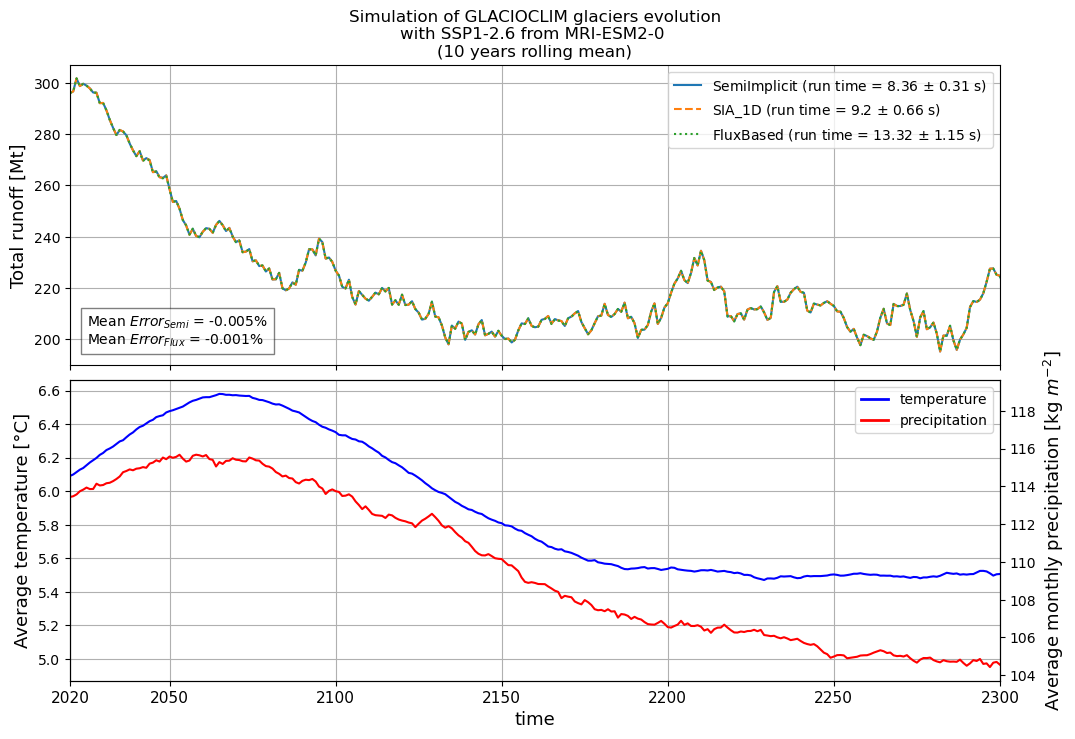 Simulation of GLACIOCLIM glaciers evolution
with SSP1-2.6 from MRI-ESM2-0
(10 years rolling mean)
Total runoff [Mt]
300
280
260
240
220
200
SemiImplicit (run time = 8.36 ± 0.31 s)
SIA_1D (run time = 9.2 ± 0.66 s)
FluxBased (run time = 13.32 ± 1.15 s)
Mean Error_Semi = -0.005%
Mean Error_Flux = -0.001%
Average temperature [°C]
6.6
6.4
6.2
6.0
5.8
5.6
5.4
5.2
5.0
temperature
precipitation
118
116
114
112
110
108
106
104
Average monthly precipitation [kg m⁻²]
2020 2050 2100 2150 2200 2250 2300
time